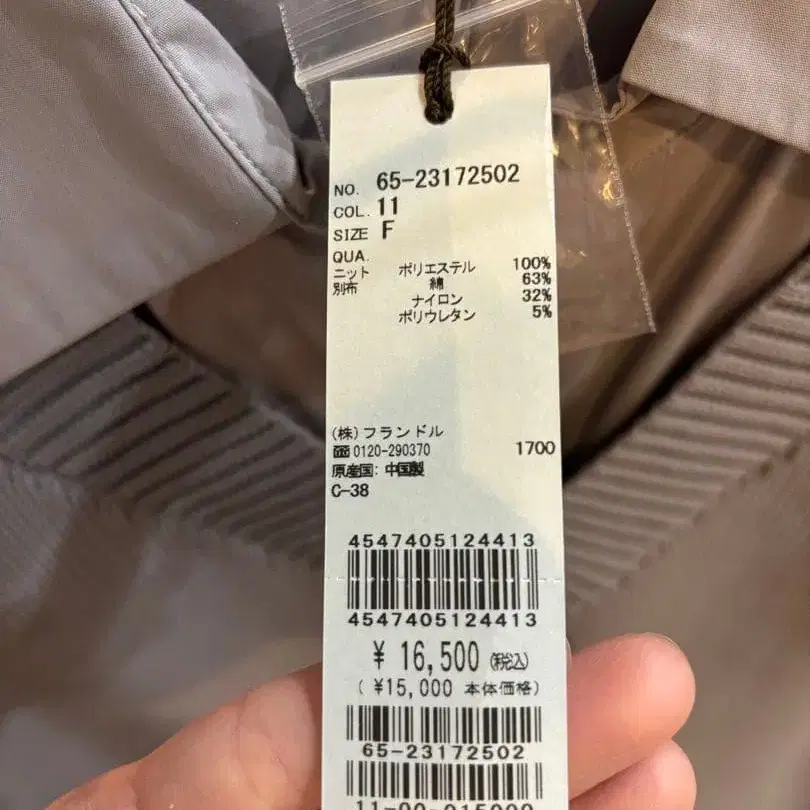 NO. 65-23172502
COL. 11
SIZE F
QUA.
ニット ポリエステル 100%
別布 綿 63%
ナイロン 32%
ポリウレタン 5%
(株)フランドル
0120-290370 1700
原産国: 中国製
C-38
4547405124413
4547405124413
¥ 16,500 (税込)
( ¥15,000 本体価格)
65-23172502